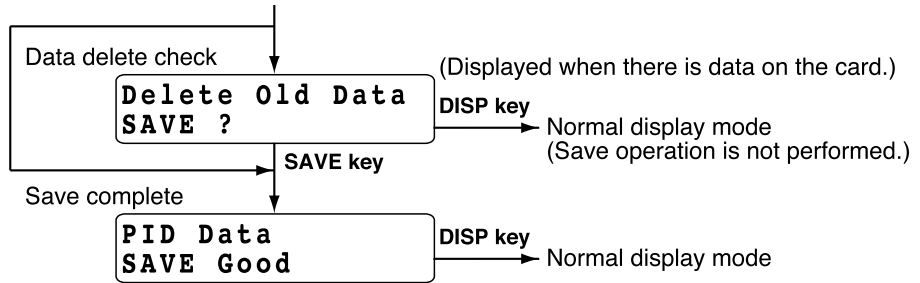 Data delete check
(Displayed when there is data on the card.)
Delete Old Data
SAVE ?
DISP key
Normal display mode
(Save operation is not performed.)
SAVE key
Save complete
PID Data
SAVE Good
DISP key
Normal display mode